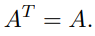 A^T = A.